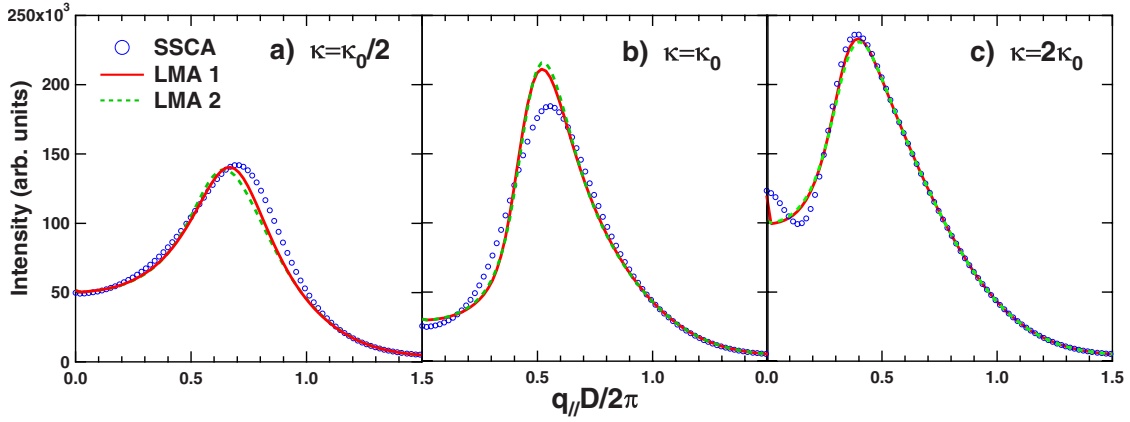 250x10³
200
150
100
50
0
Intensity (arb. units)
SSCA
LMA 1
LMA 2
a) κ=κ₀/2
b) κ=κ₀
c) κ=2κ₀
0.0 0.5 1.0 1.5 0.5 1.0 0.0 0.5 1.0 1.5
q//D/2π